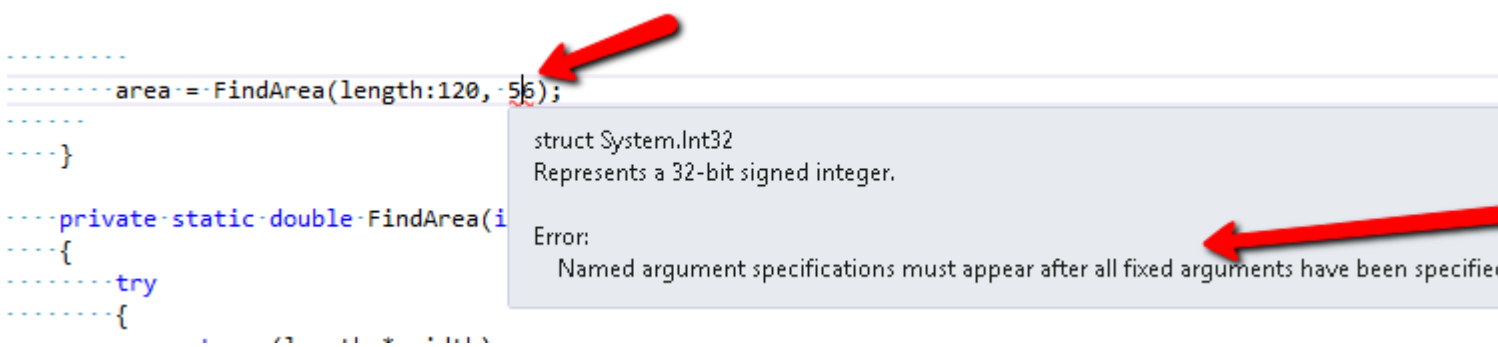 area = FindArea(length:120, 56);
}
struct System.Int32
Represents a 32-bit signed integer.
private static double FindArea(i
Error:
{
Named argument specifications must appear after all fixed arguments have been specified
try
{